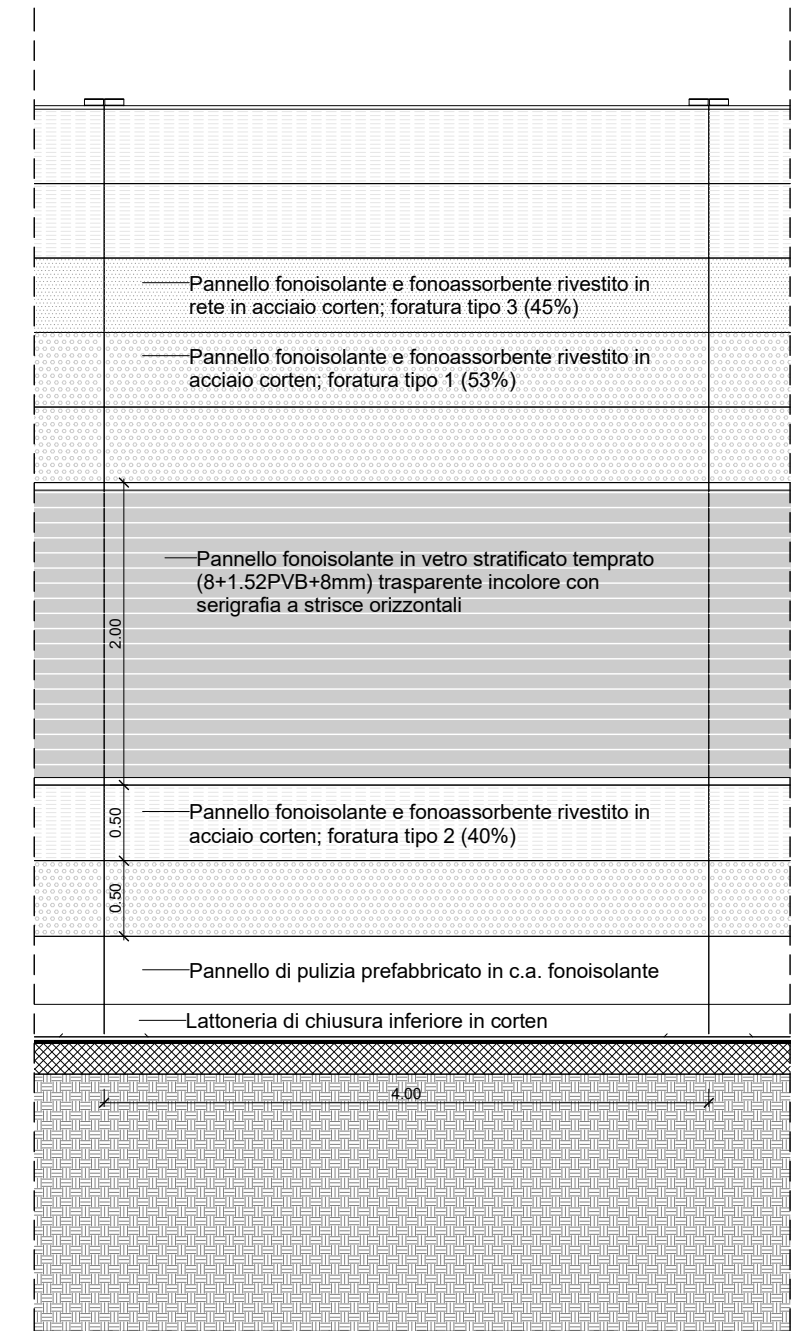 Pannello fonoisolante e fonoassorbente rivestito in
rete in acciaio corten; foratura tipo 3 (45%)
Pannello fonoisolante e fonoassorbente rivestito in
acciaio corten; foratura tipo 1 (53%)
Pannello fonoisolante in vetro stratificato temprato
(8+1.52PVB+8mm) trasparente incolore con
serigrafia a strisce orizzontali
2.00
Pannello fonoisolante e fonoassorbente rivestito in
acciaio corten; foratura tipo 2 (40%)
0.50
0.50
Pannello di pulizia prefabbricato in c.a. fonoisolante
Lattoneria di chiusura inferiore in corten
4.00